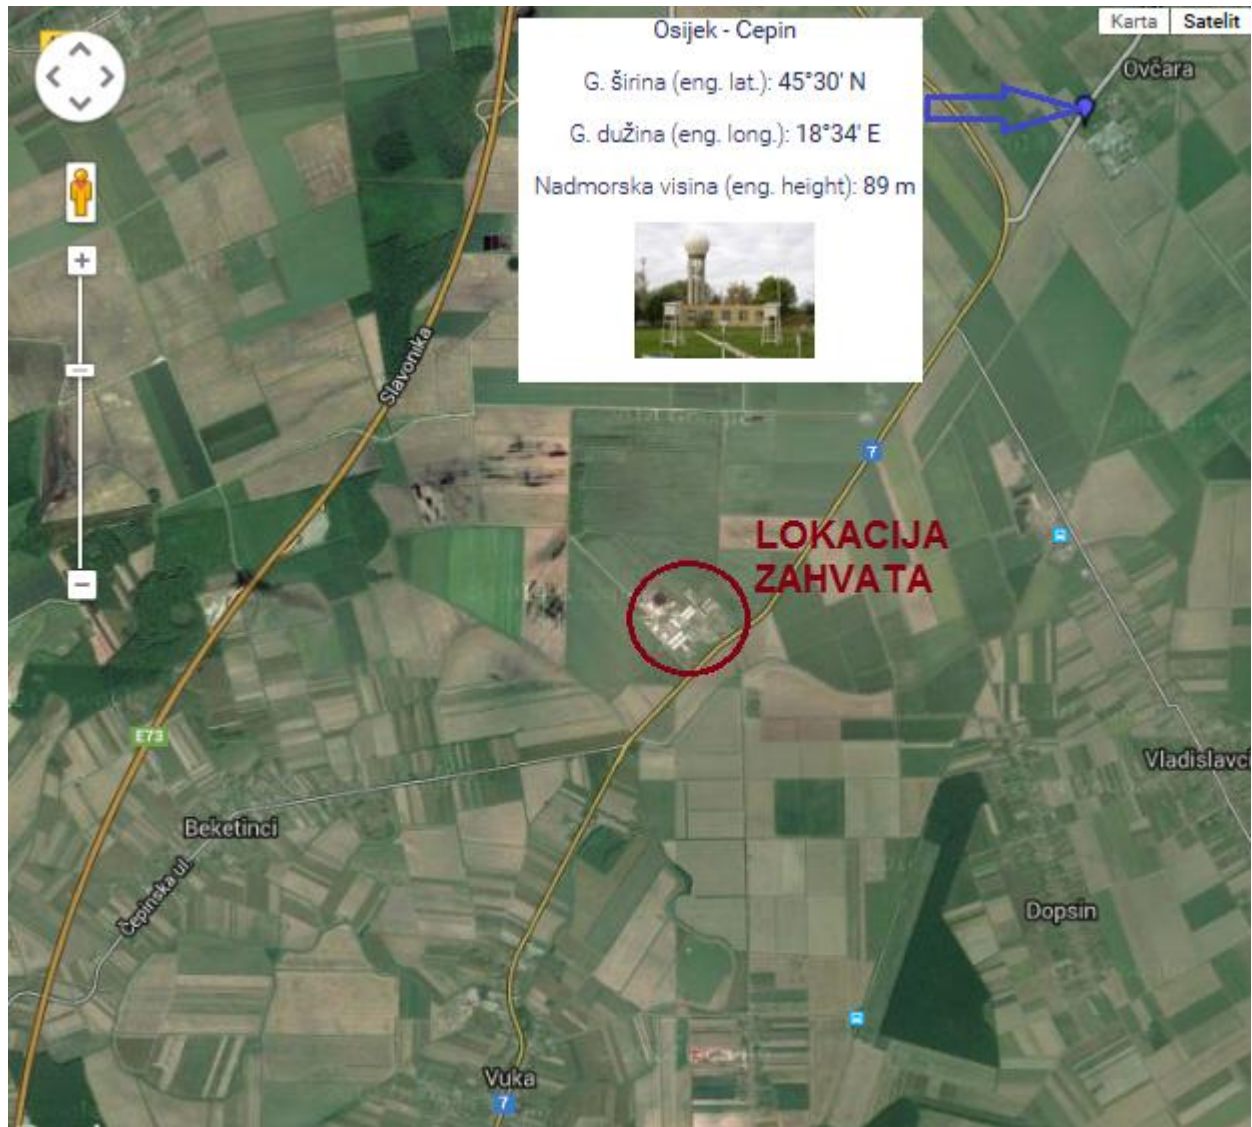 Osijek - Cepin
G. širina (eng. lat.): 45°30' N
G. dužina (eng. long.): 18°34' E
Nadmorska visina (eng. height): 89 m
Karta
Satelit
Ovčara
Slavonika
7
LOKACIJA
ZAHVATA
E73
Vladislavci
Beketinci
Čepinska ul.
Dopsin
Vuka
7